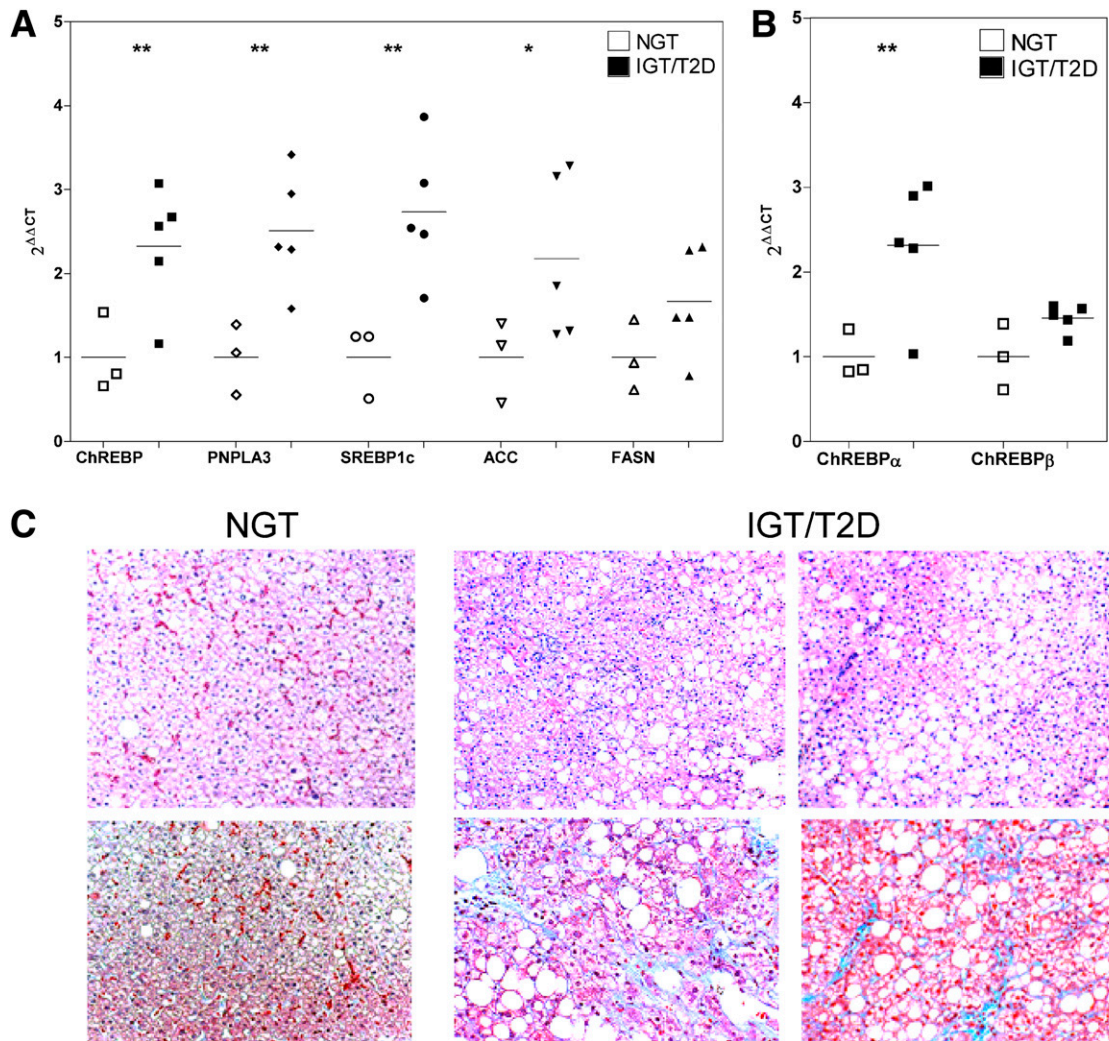 A
5
4
3
2
1
0
2ΔΔCT
** ** ** *
NGT
IGT/T2D
ChREBP PNPLA3 SREBP1c ACC FASN
B
5
4
3
2
1
0
2ΔΔCT
**
NGT
IGT/T2D
ChREBPα ChREBPβ
C
NGT IGT/T2D